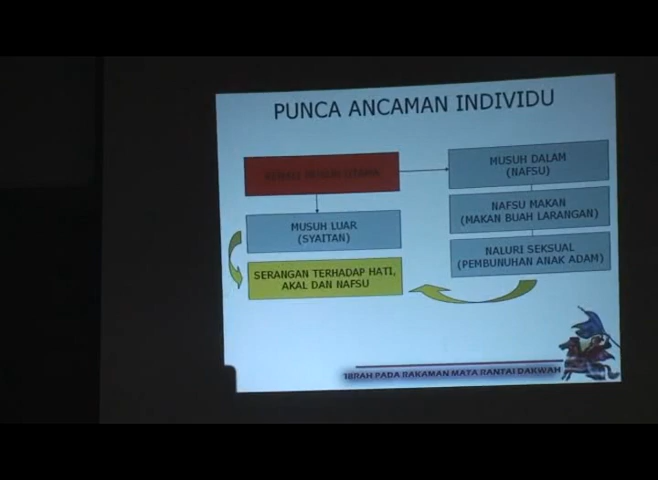 PUNCA ANCAMAN INDIVIDU
MUSUH DALAM
(NAFSU)
MUSUH LUAR
(SYAITAN)
NAFSU MAKAN
(MAKAN BUAH LARANGAN)
SERANGAN TERHADAP HATI,
AKAL DAN NAFSU
NALURI SEKSUAL
(PEMBUNUHAN ANAK ADAM)
IBRAH PADA RAKAMAN MATA RANTAI DAKWAH